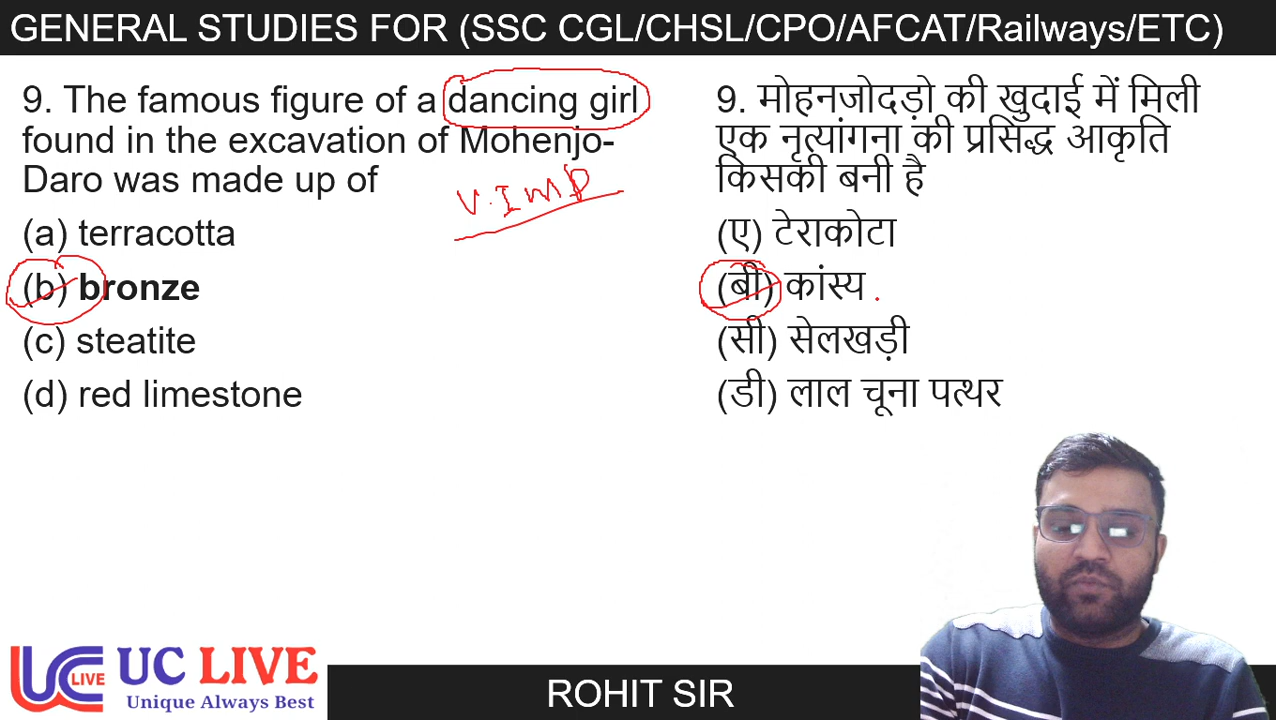 GENERAL STUDIES FOR (SSC CGL/CHSL/CPO/AFCAT/Railways/ETC)
9. The famous figure of a dancing girl
found in the excavation of Mohenjo-
Daro was made up of
V.IMP
(a) terracotta
(b) bronze
(c) steatite
(d) red limestone
9. मोहनजोदड़ो की खुदाई में मिली
एक नृत्यांगना की प्रसिद्ध आकृति
किसकी बनी है
(ए) टेराकोटा
(बी) कांस्य
(सी) सेलखड़ी
(डी) लाल चूना पत्थर
LIVE
UC LIVE
Unique Always Best
ROHIT SIR